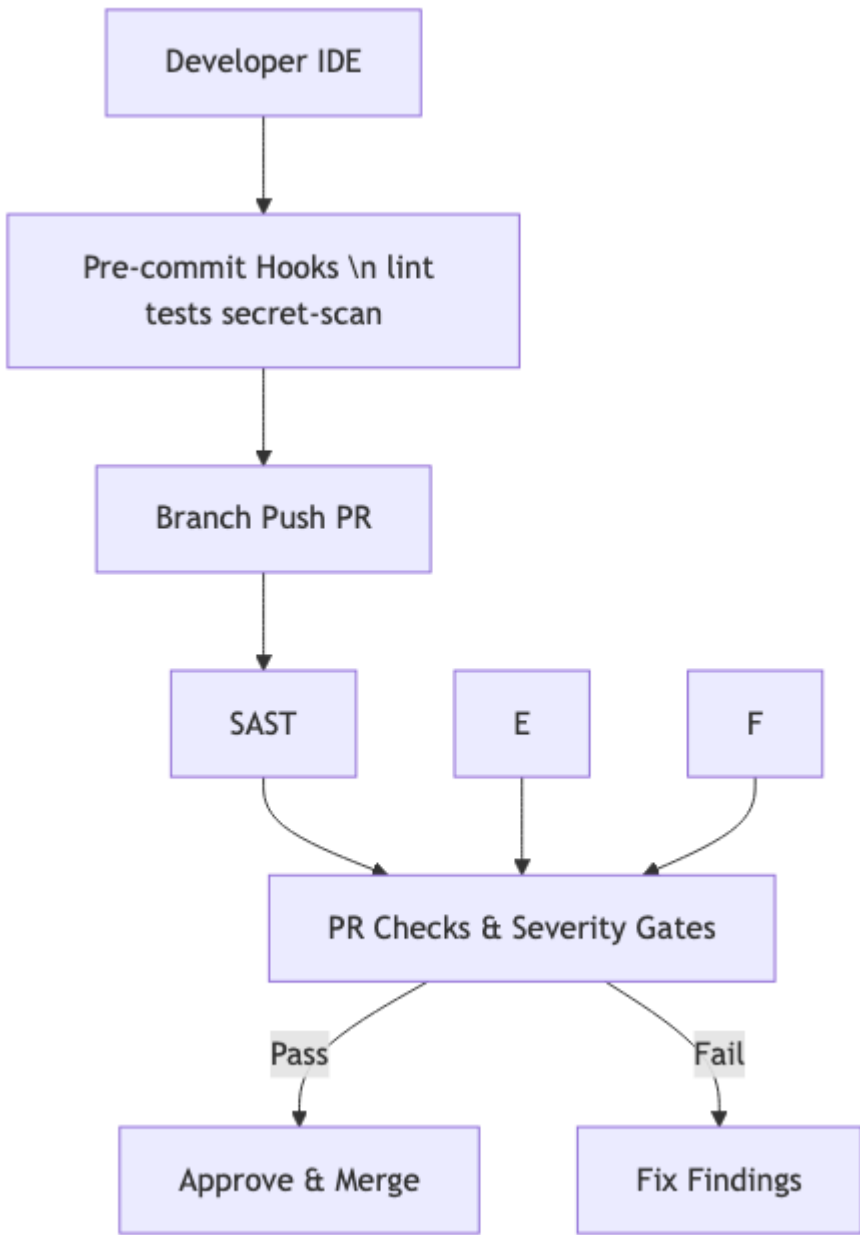 Developer IDE
Pre-commit Hooks \n lint
tests secret-scan
Branch Push PR
SAST
E
F
PR Checks & Severity Gates
Pass
Fail
Approve & Merge
Fix Findings